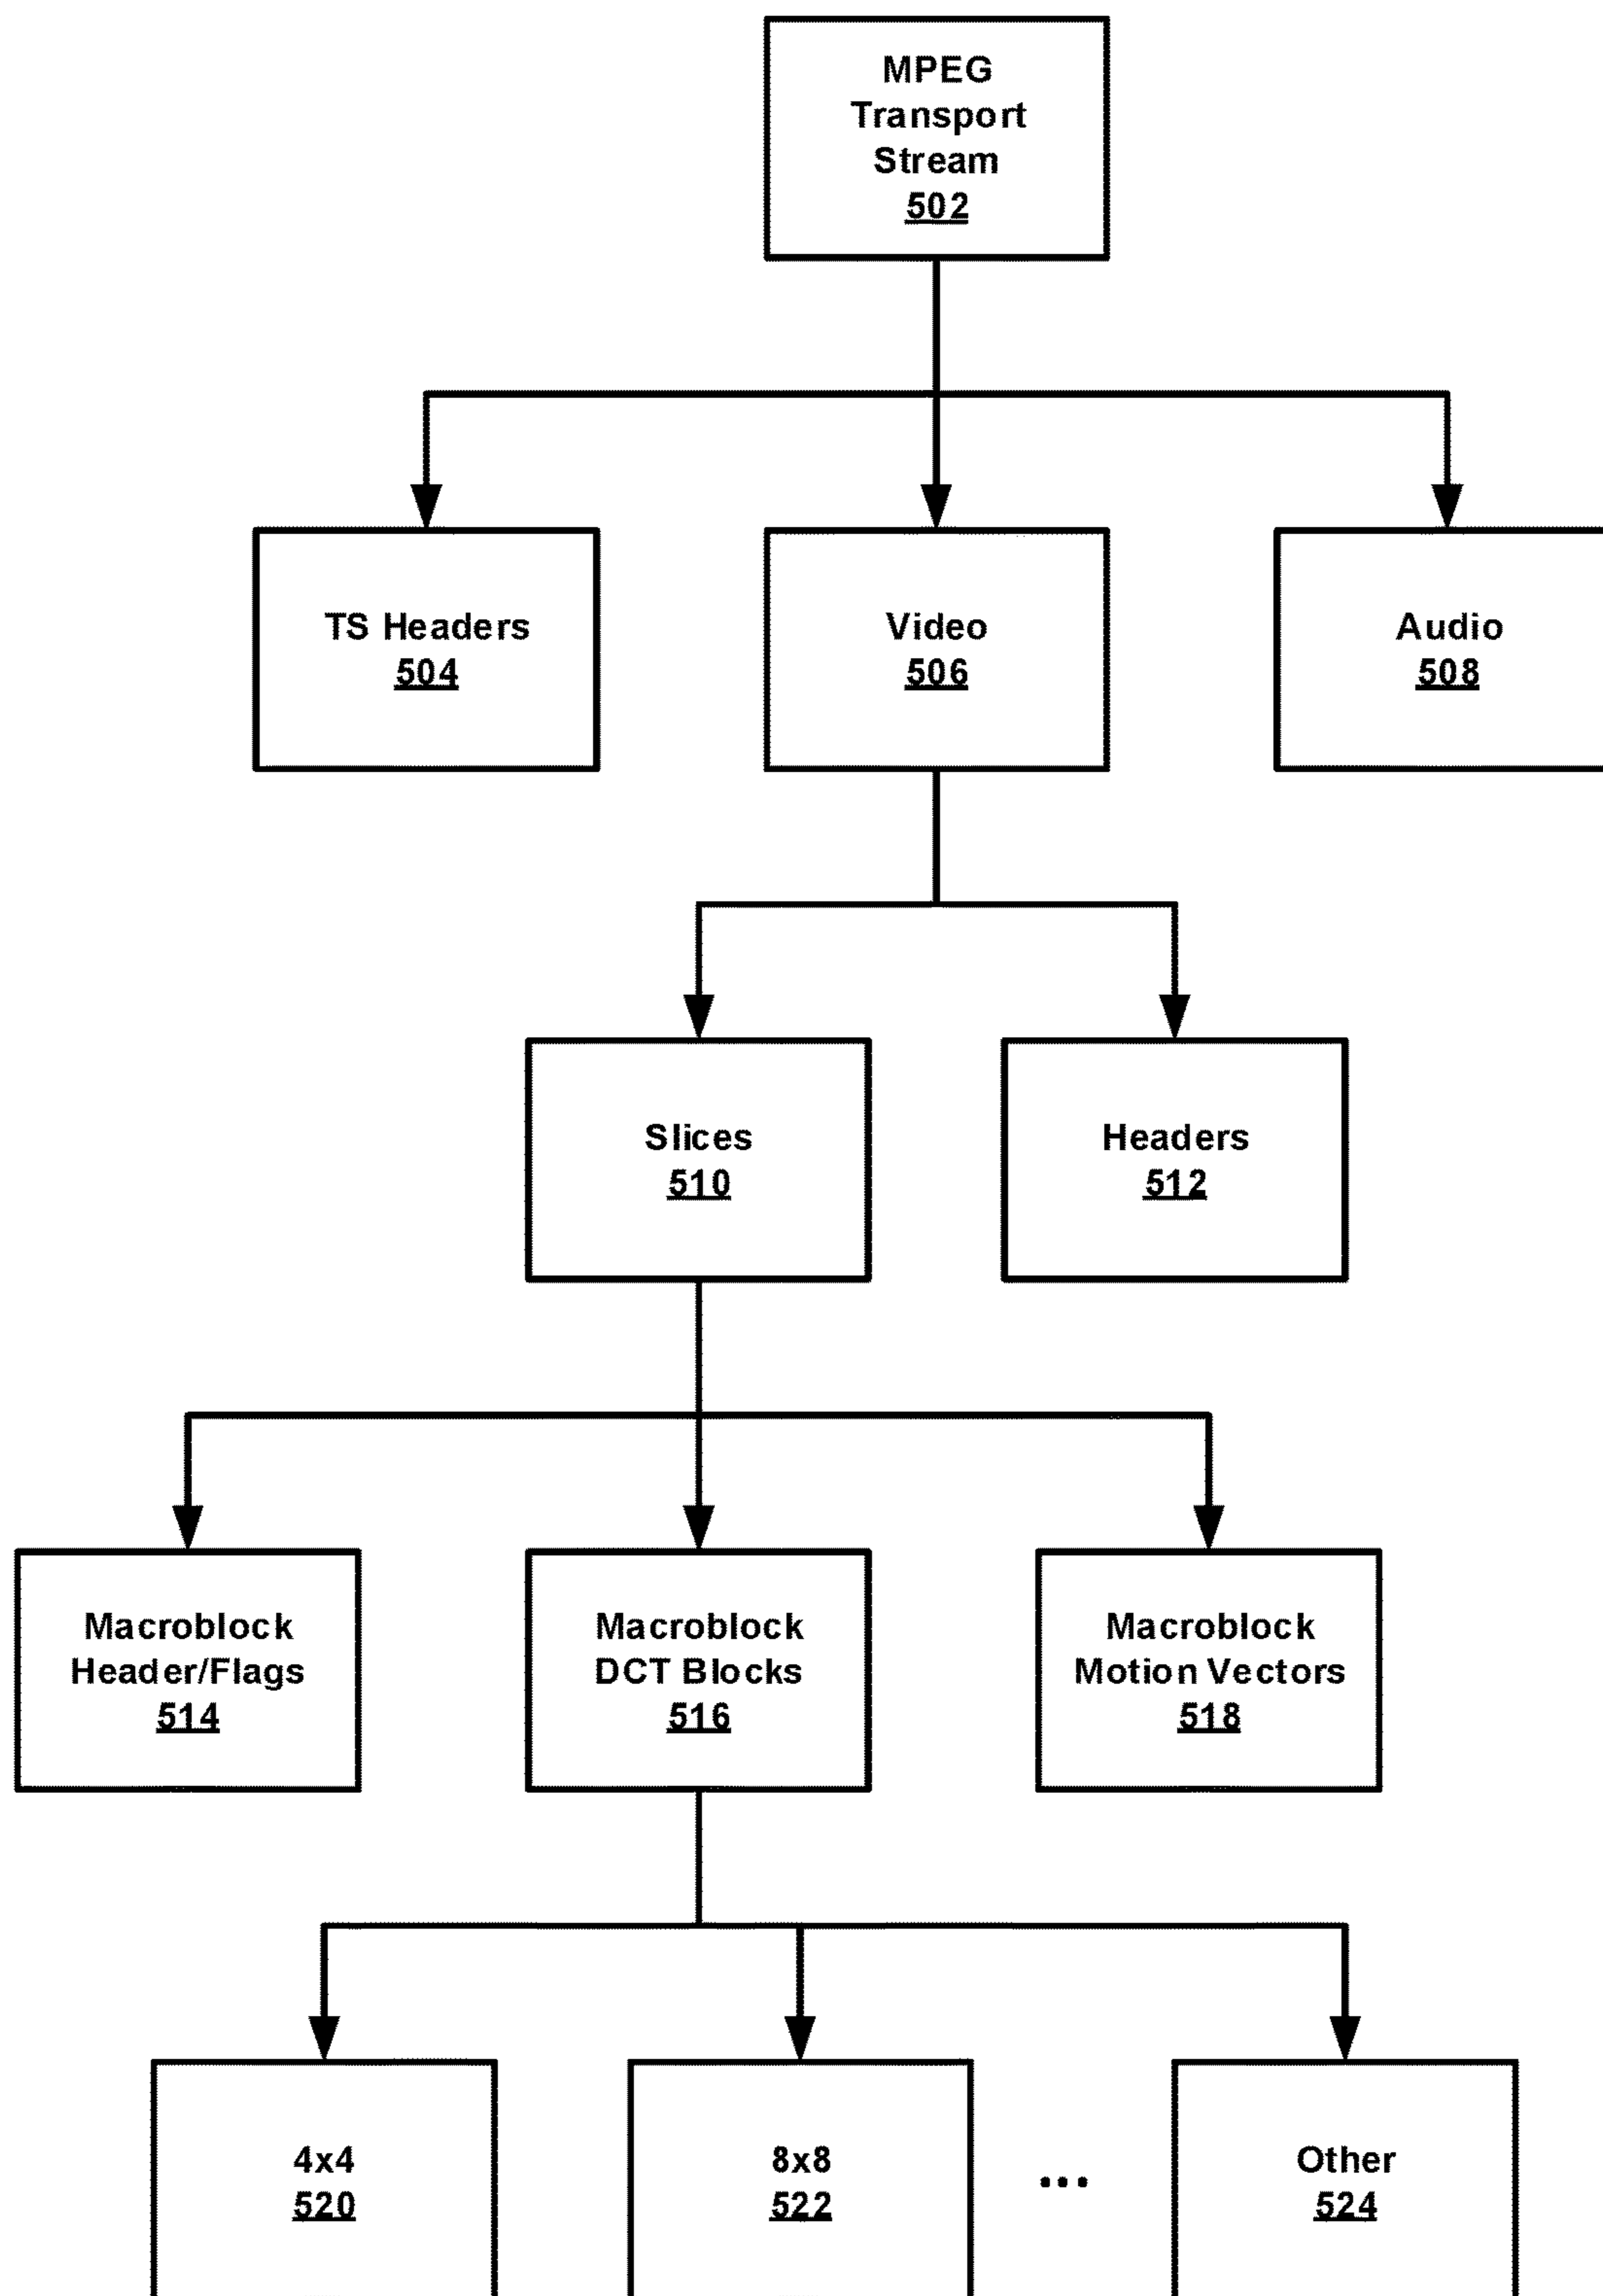 MPEG
Transport
Stream
502
TS Headers
504
Video
506
Audio
508
Slices
510
Headers
512
Macroblock
Header/Flags
514
Macroblock
DCT Blocks
516
Macroblock
Motion Vectors
518
4x4
520
8x8
522
...
Other
524